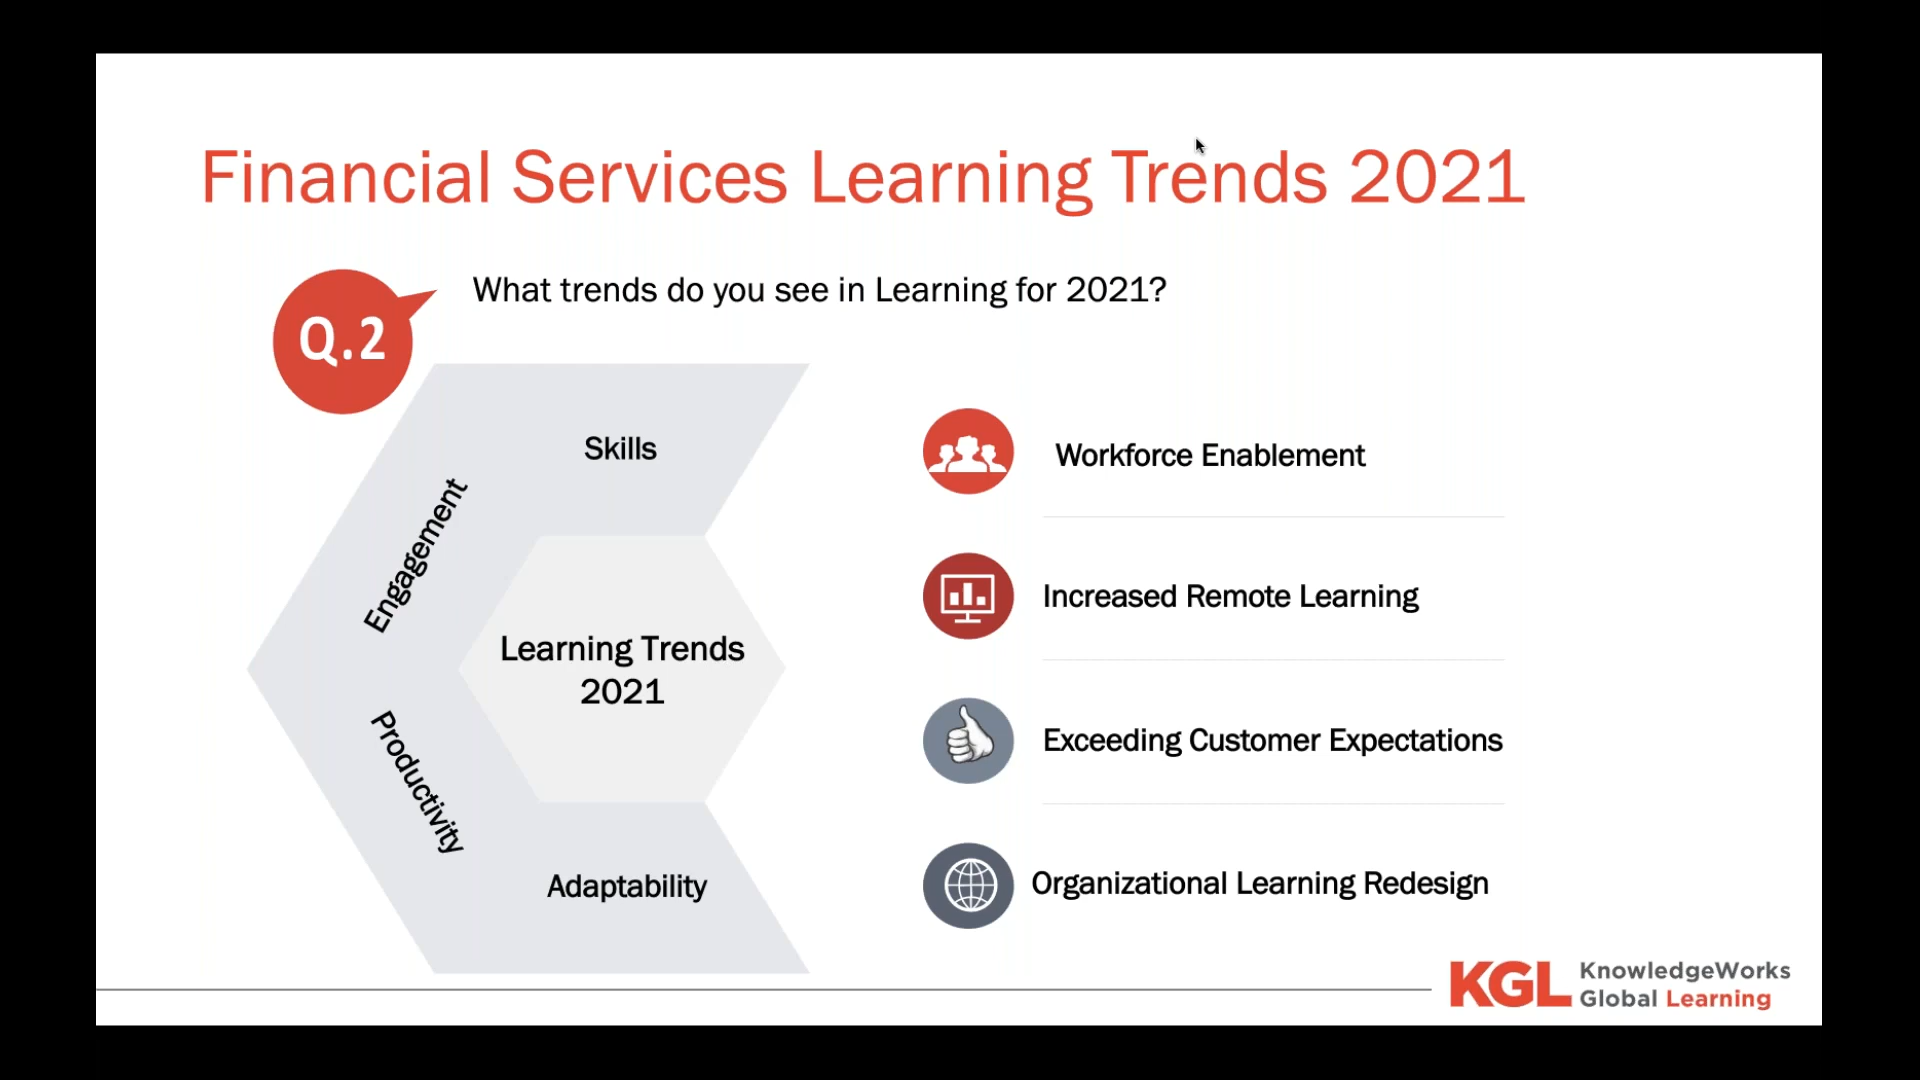 Financial Services Learning Trends 2021
Q.2
What trends do you see in Learning for 2021?
Skills
Engagement
Learning Trends
2021
Productivity
Adaptability
Workforce Enablement
Increased Remote Learning
Exceeding Customer Expectations
Organizational Learning Redesign
KGL KnowledgeWorks
Global Learning